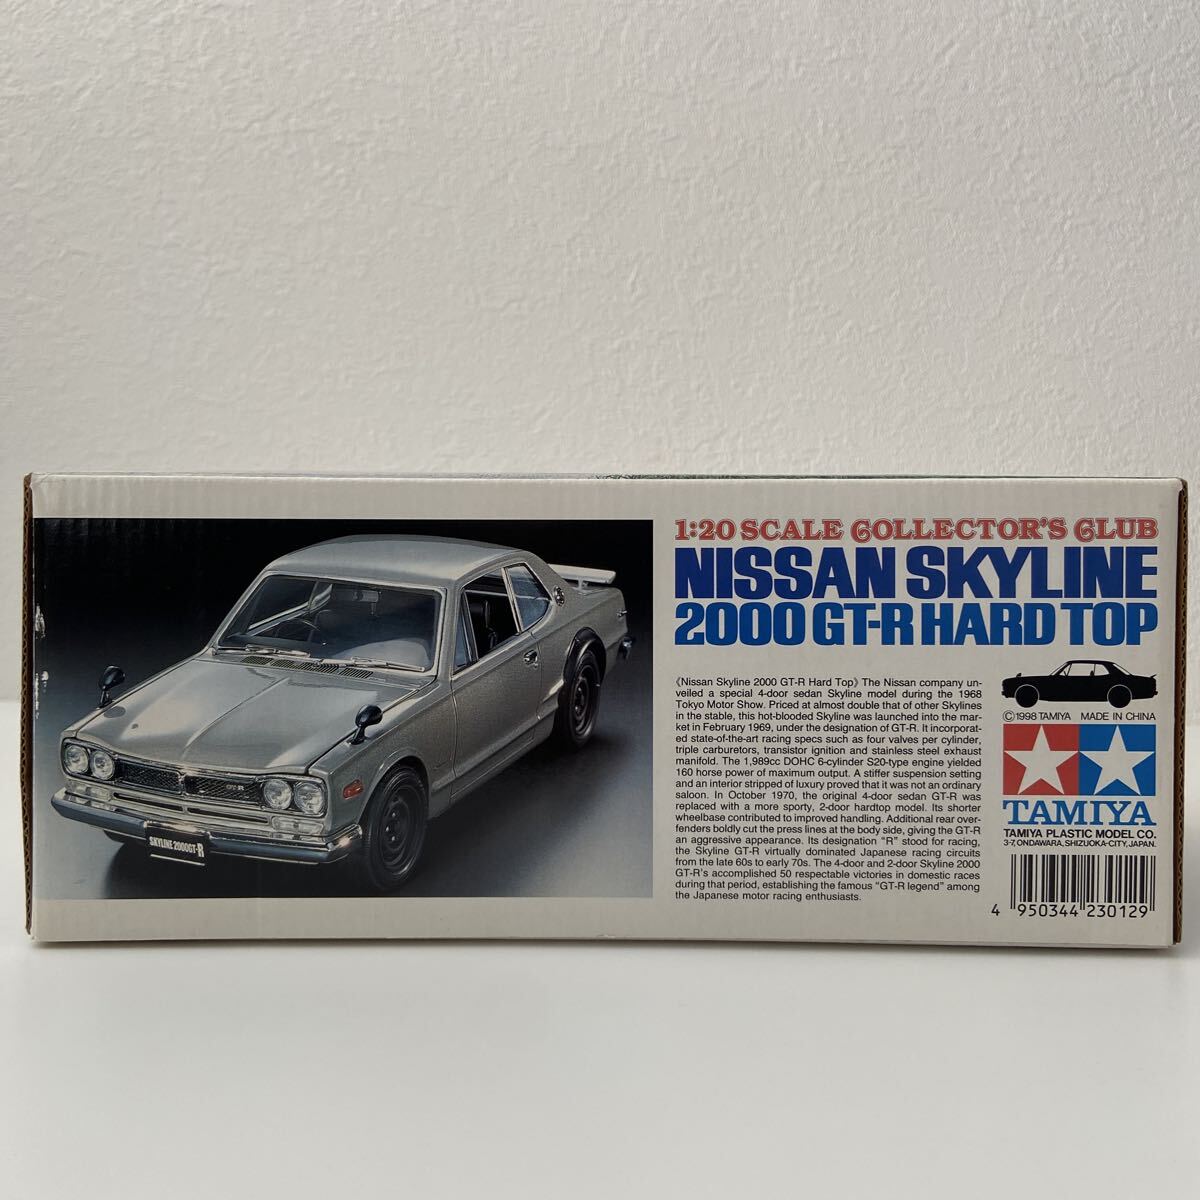 1:20 SCALE COLLECTOR'S CLUB
NISSAN SKYLINE
2000 GT-R HARD TOP
《Nissan Skyline 2000 GT-R Hard Top》 The Nissan company un-
veiled a special 4-door sedan Skyline model during the 1968
Tokyo Motor Show. Priced at almost double that of other Skylines
in the stable, this hot-blooded Skyline was launched into the mar-
ket in February 1969, under the designation of GT-R. It incorporat-
ed state-of-the-art racing specs such as four valves per cylinder,
triple carburetors, transistor ignition and stainless steel exhaust
manifold. The 1,989cc DOHC 6-cylinder S20-type engine yielded
160 horse power of maximum output. A stiffer suspension setting
and an interior stripped of luxury proved that it was not an ordinary
saloon. In October 1970, the original 4-door sedan GT-R was
replaced with a more sporty, 2-door hardtop model. Its shorter
wheelbase contributed to improved handling. Additional rear over-
fenders boldly cut the press lines at the body side, giving the GT-R
an aggressive appearance. Its designation "R" stood for racing,
the Skyline GT-R virtually dominated Japanese racing circuits
from the late 60s to early 70s. The 4-door and 2-door Skyline 2000
GT-R's accomplished 50 respectable victories in domestic races
during that period, establishing the famous "GT-R legend" among
the Japanese motor racing enthusiasts.
©1998 TAMIYA MADE IN CHINA
TAMIYA
TAMIYA PLASTIC MODEL CO.
3-7, ONDAWARA, SHIZUOKA-CITY, JAPAN.
4 950344 230129
GT-R
SKYLINE 2000GT-R